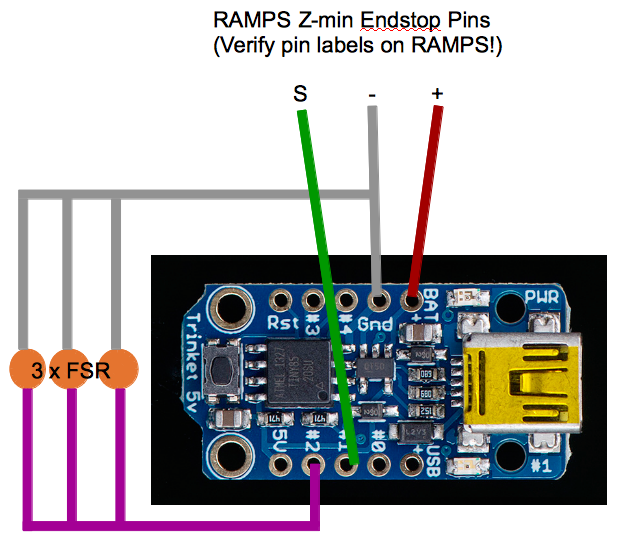 RAMPS Z-min Endstop Pins
(Verify pin labels on RAMPS!)
S - +
Rst #3 #4 Gnd BAT+ PWR
Trinket 5v
3 x FSR
5V #2 #1 #0 USB+
#1